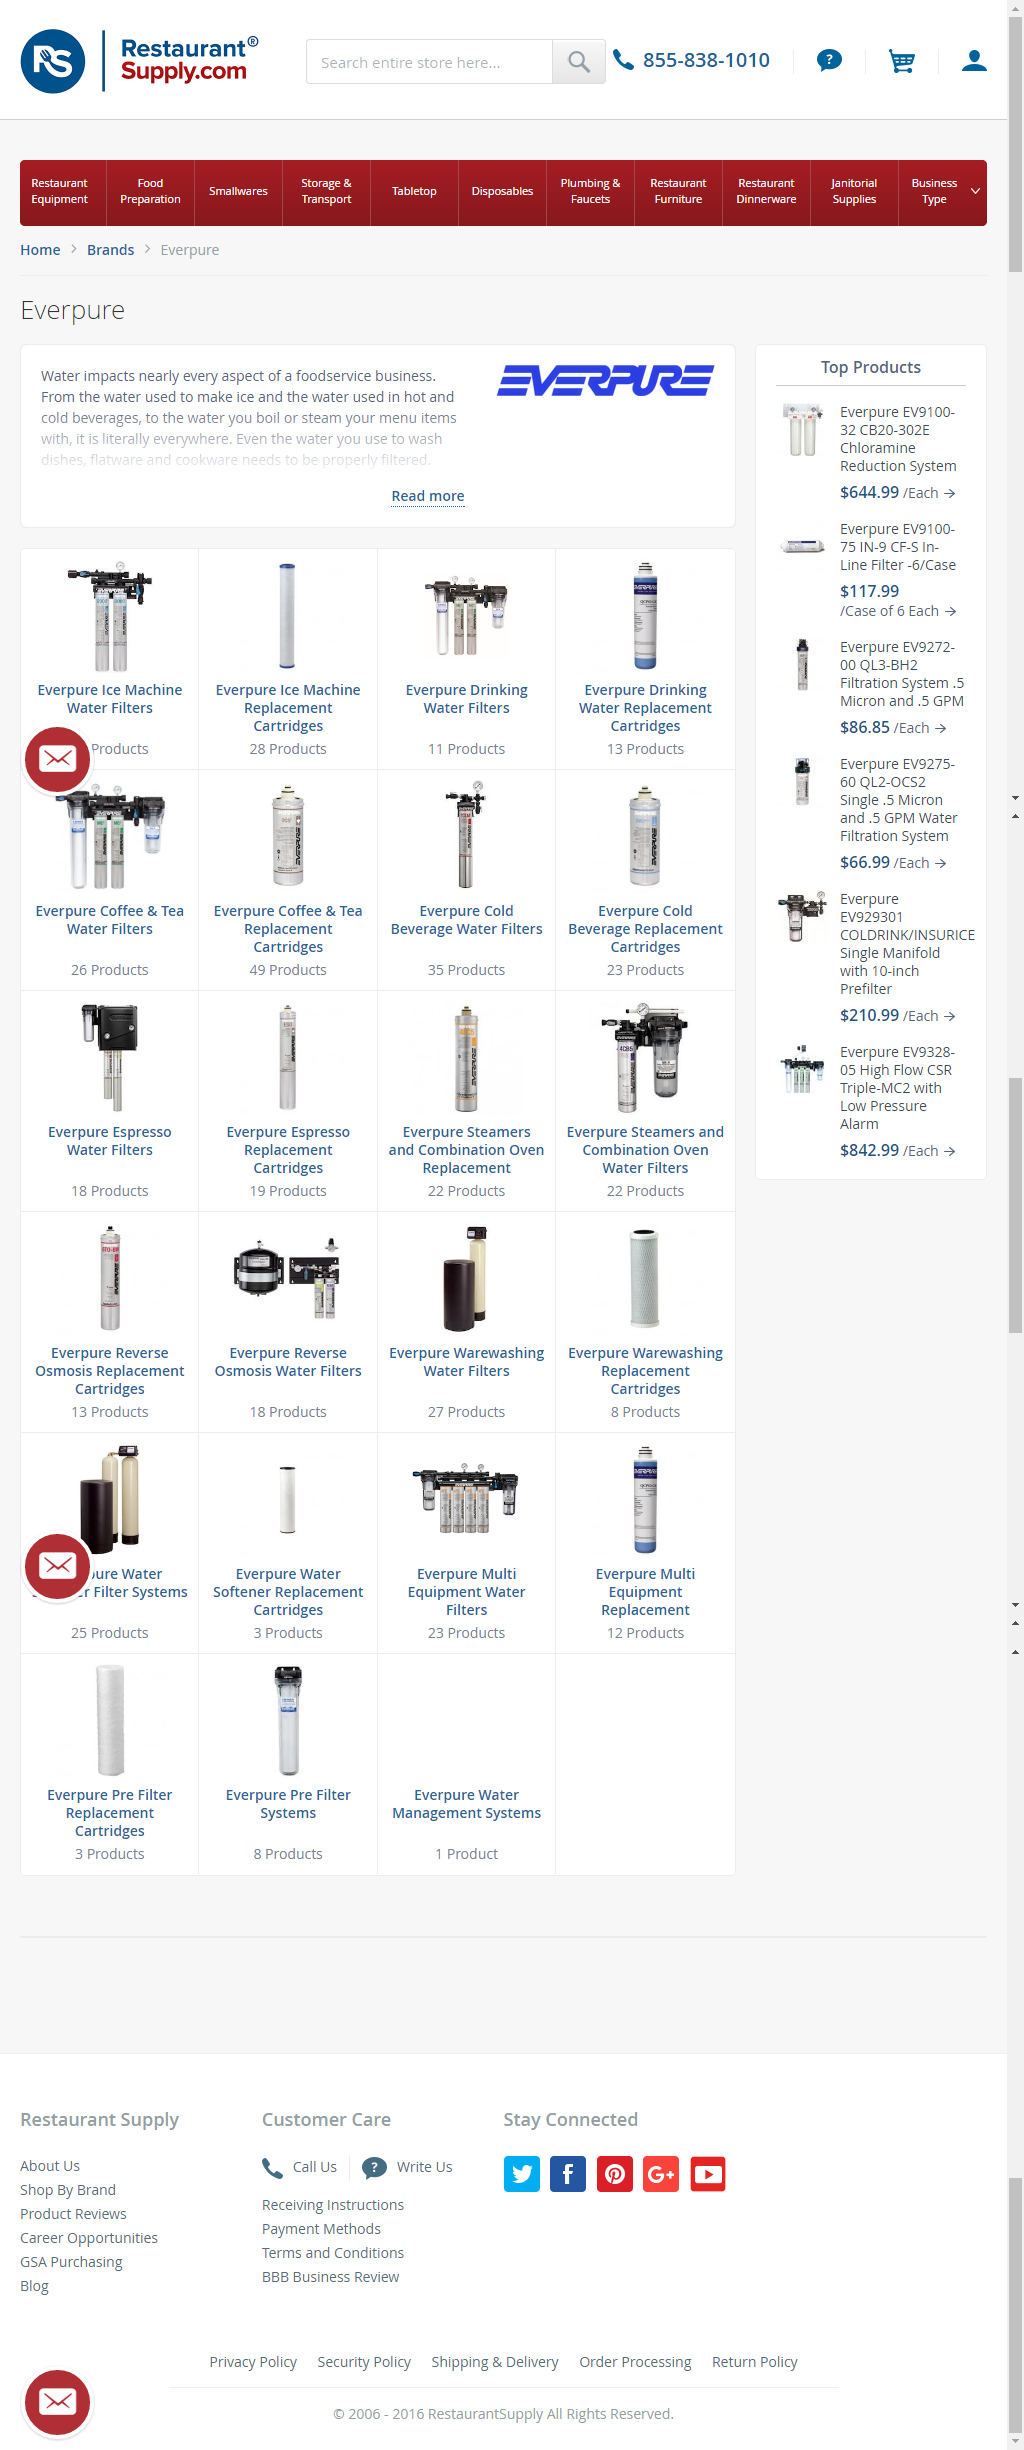 RS
Restaurant®
Supply.com
Search entire store here...
855-838-1010
?
Restaurant
Equipment
Food
Preparation
Smallwares
Storage &
Transport
Tabletop
Disposables
Plumbing &
Faucets
Restaurant
Furniture
Restaurant
Dinnerware
Janitorial
Supplies
Business
Type
Home > Brands > Everpure
Everpure
Water impacts nearly every aspect of a foodservice business.
From the water used to make ice and the water used in hot and
cold beverages, to the water you boil or steam your menu items
with, it is literally everywhere. Even the water you use to wash
dishes, flatware and cookware needs to be properly filtered.
Read more
EVERPURE
Everpure Ice Machine
Water Filters
Products
Everpure Ice Machine
Replacement
Cartridges
28 Products
Everpure Drinking
Water Filters
11 Products
Everpure Drinking
Water Replacement
Cartridges
13 Products
Everpure Coffee & Tea
Water Filters
26 Products
Everpure Coffee & Tea
Replacement
Cartridges
49 Products
Everpure Cold
Beverage Water Filters
35 Products
Everpure Cold
Beverage Replacement
Cartridges
23 Products
Everpure Espresso
Water Filters
18 Products
Everpure Espresso
Replacement
Cartridges
19 Products
Everpure Steamers
and Combination Oven
Replacement
22 Products
Everpure Steamers and
Combination Oven
Water Filters
22 Products
Everpure Reverse
Osmosis Replacement
Cartridges
13 Products
Everpure Reverse
Osmosis Water Filters
18 Products
Everpure Warewashing
Water Filters
27 Products
Everpure Warewashing
Replacement
Cartridges
8 Products
Water
Filter Systems
25 Products
Everpure Water
Softener Replacement
Cartridges
3 Products
Everpure Multi
Equipment Water
Filters
23 Products
Everpure Multi
Equipment
Replacement
12 Products
Everpure Pre Filter
Replacement
Cartridges
3 Products
Everpure Pre Filter
Systems
8 Products
Everpure Water
Management Systems
1 Product
Top Products
Everpure EV9100-
32 CB20-302E
Chloramine
Reduction System
$644.99 /Each →
Everpure EV9100-
75 IN-9 CF-S In-
Line Filter -6/Case
$117.99
/Case of 6 Each →
Everpure EV9272-
00 QL3-BH2
Filtration System .5
Micron and .5 GPM
$86.85 /Each →
Everpure EV9275-
60 QL2-OCS2
Single .5 Micron
and .5 GPM Water
Filtration System
$66.99 /Each →
Everpure
EV929301
COLDRINK/INSURICE
Single Manifold
with 10-inch
Prefilter
$210.99 /Each →
Everpure EV9328-
05 High Flow CSR
Triple-MC2 with
Low Pressure
Alarm
$842.99 /Each →
Restaurant Supply
About Us
Shop By Brand
Product Reviews
Career Opportunities
GSA Purchasing
Blog
Customer Care
Call Us
? Write Us
Receiving Instructions
Payment Methods
Terms and Conditions
BBB Business Review
Stay Connected
f
G+
Privacy Policy Security Policy Shipping & Delivery Order Processing Return Policy
© 2006 - 2016 RestaurantSupply All Rights Reserved.